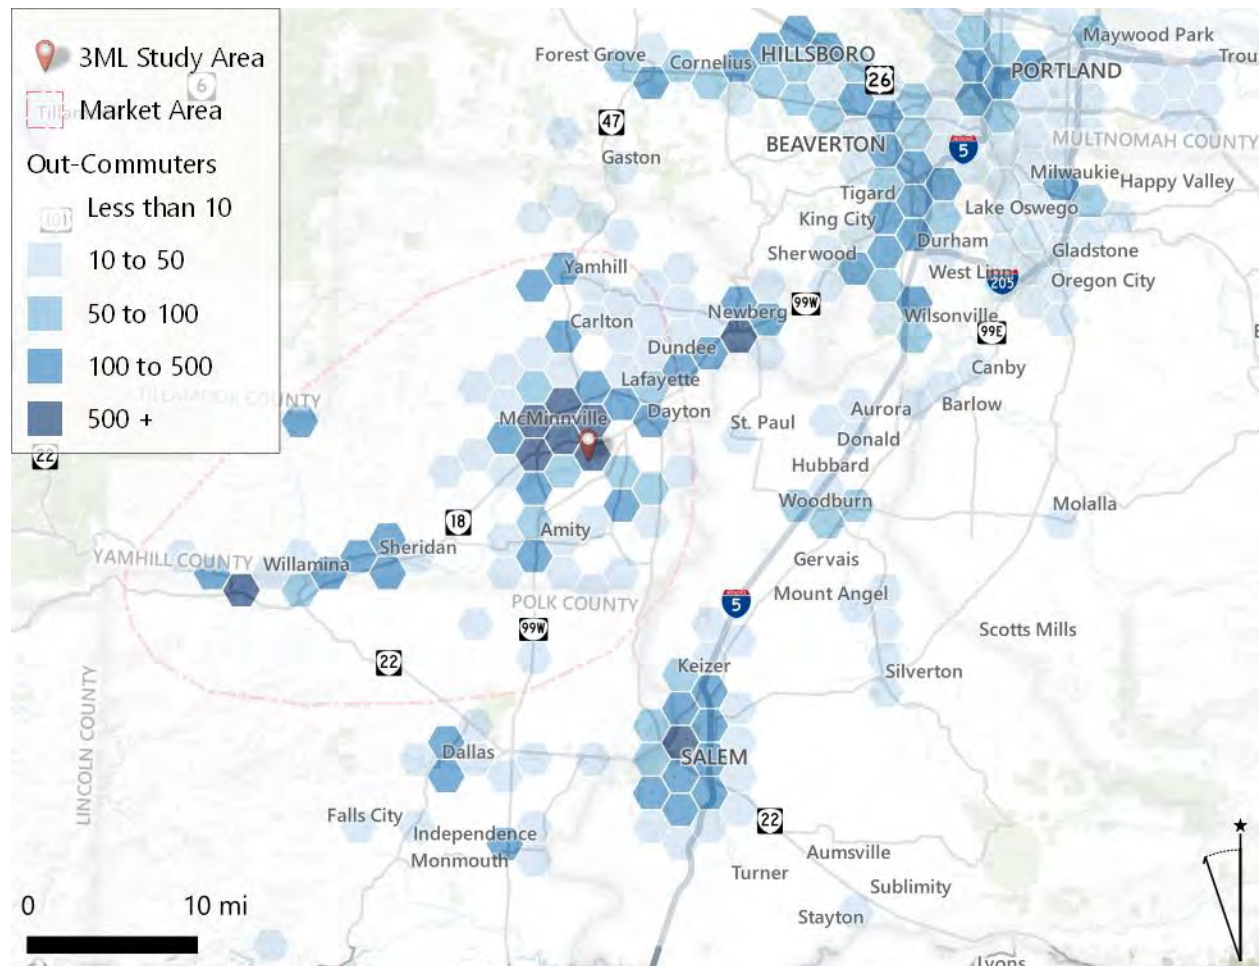 3ML Study Area
6
Tilla
Market Area
Out-Commuters
101
Less than 10
10 to 50
50 to 100
100 to 500
500 +
TILLAMOOK COUNTY
22
Forest Grove
Cornelius
HILLSBORO
26
Maywood Park
PORTLAND
Trou
47
Gaston
BEAVERTON
5
MULTNOMAH COUNTY
Milwaukie
Happy Valley
Tigard
King City
Lake Oswego
Sherwood
Durham
Gladstone
West Linn
205
Oregon City
Yamhill
Newberg
99W
Wilsonville
99E
Carlton
Dundee
Canby
Lafayette
McMinnville
Dayton
St. Paul
Aurora
Barlow
Donald
Hubbard
Woodburn
Molalla
18
Amity
Sheridan
YAMHILL COUNTY
Willamina
Gervais
POLK COUNTY
5
Mount Angel
99W
Scotts Mills
22
Keizer
Silverton
LINCOLN COUNTY
Dallas
SALEM
Falls City
Independence
Monmouth
22
Aumsville
Turner
Sublimity
Stayton
Lyons
0 10 mi